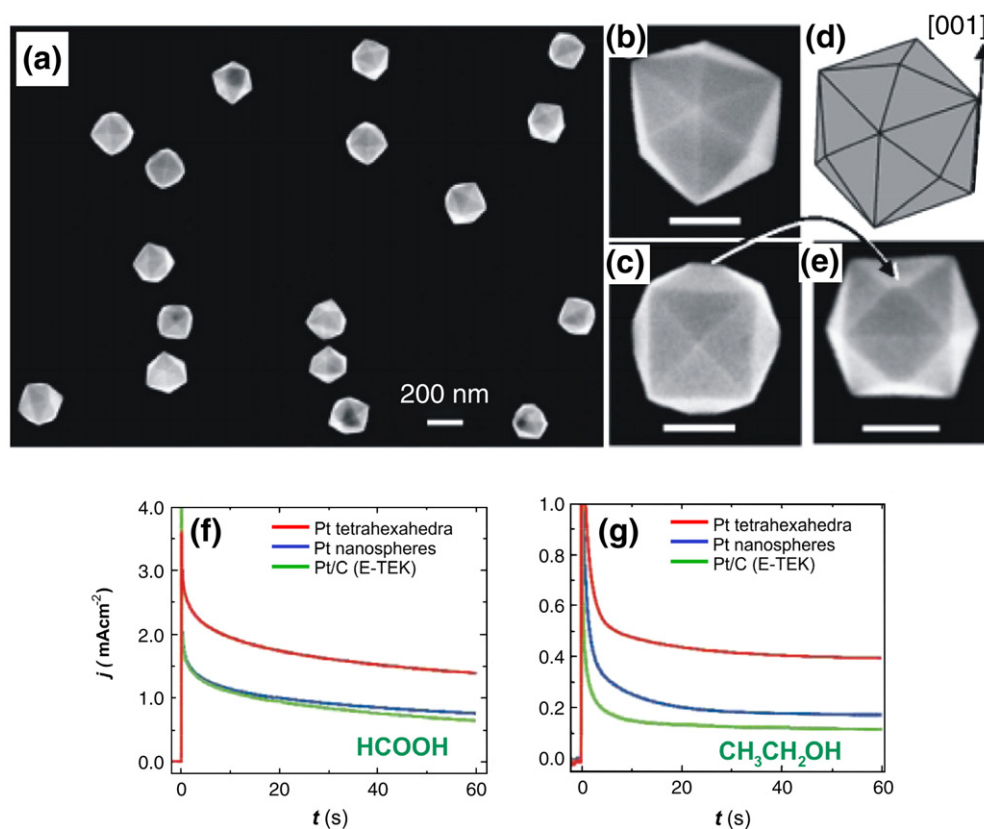 (a)
200 nm
(b)
(d)
[001]
(c)
(e)
(f)
4.0
3.0
2.0
1.0
0.0
j ( mAcm-2)
Pt tetrahexahedra
Pt nanospheres
Pt/C (E-TEK)
HCOOH
0
20
40
60
t (s)
(g)
1.0
0.8
0.6
0.4
0.2
0.0
Pt tetrahexahedra
Pt nanospheres
Pt/C (E-TEK)
CH3CH2OH
0
20
40
60
t (s)